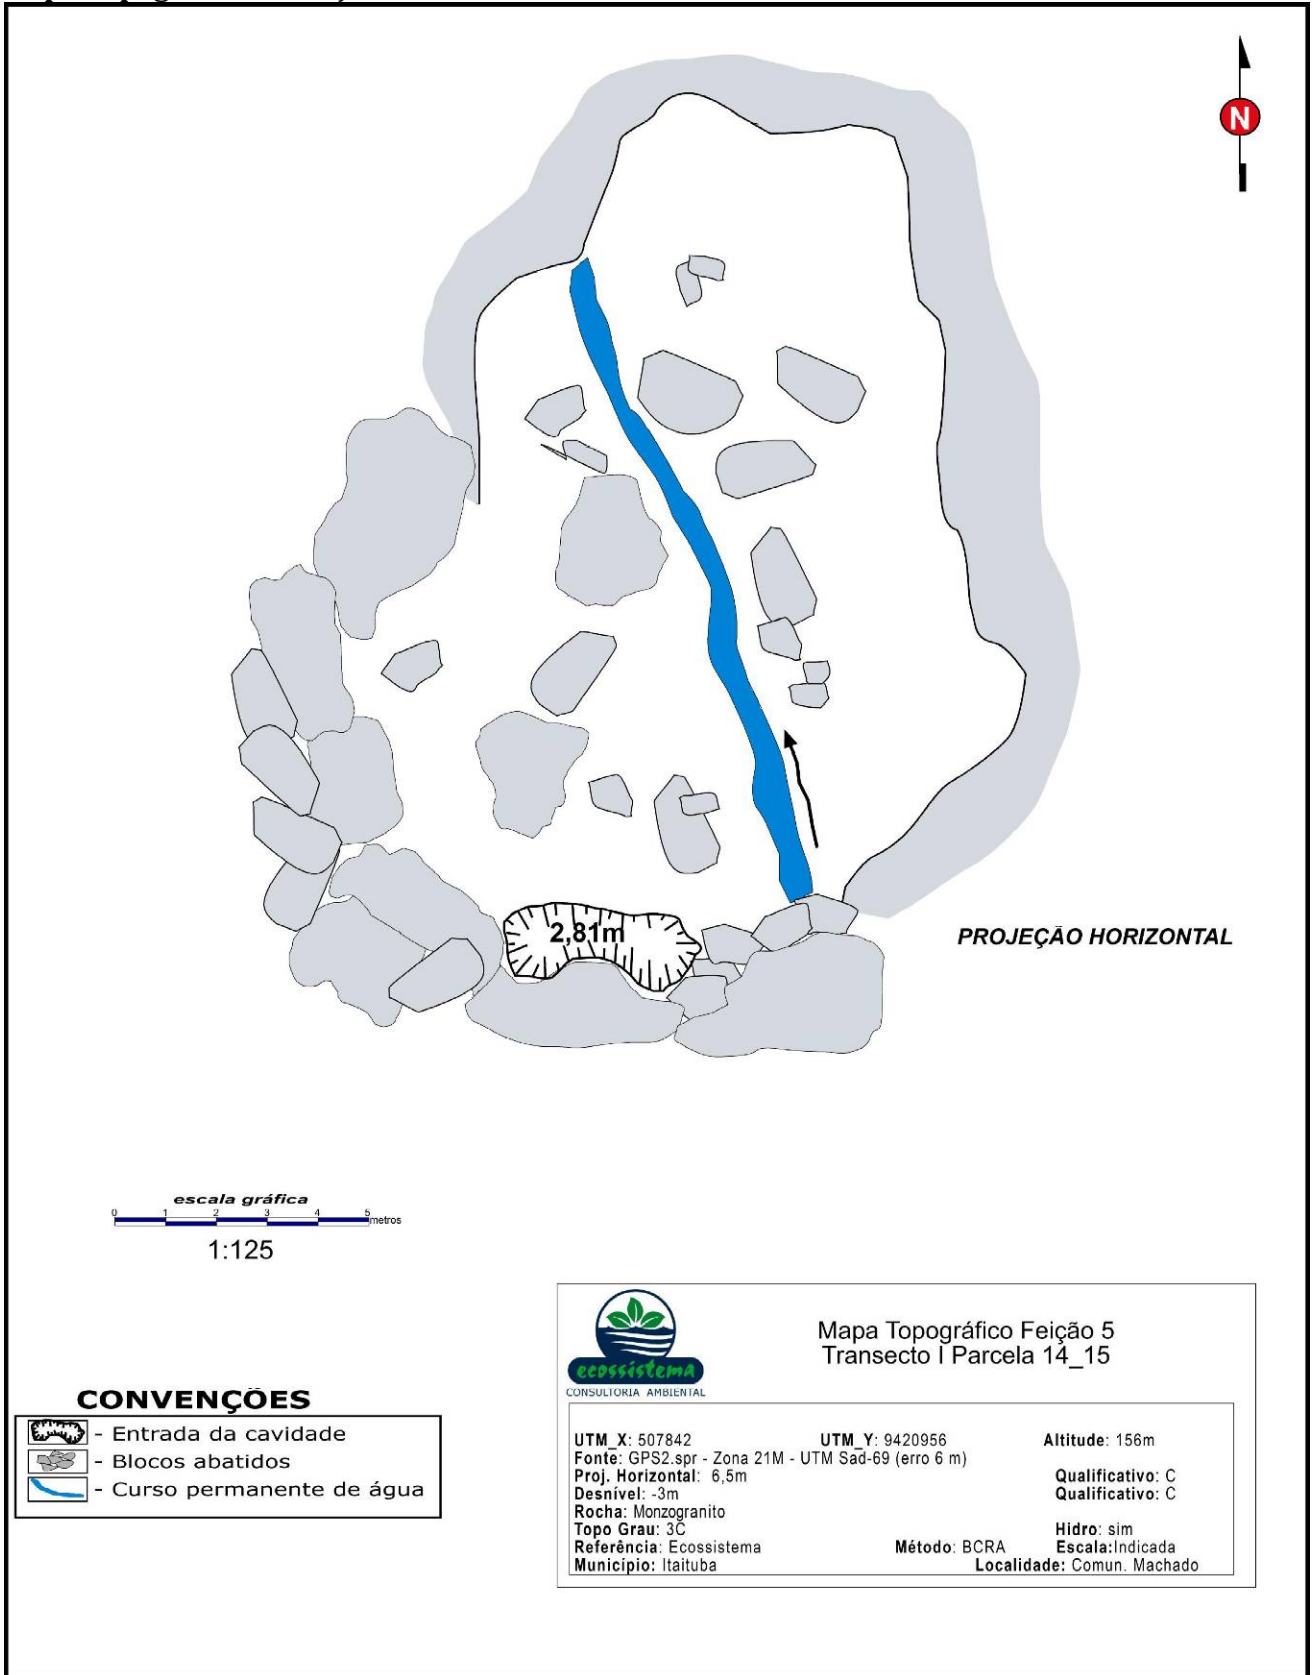 N
2,81m
PROJEÇÃO HORIZONTAL
escala gráfica
0 1 2 3 4 5
metros
1:125
ecossistema
CONSULTORIA AMBIENTAL
Mapa Topográfico Feição 5
Transecto I Parcela 14_15
CONVENÇÕES
- Entrada da cavidade
- Blocos abatidos
- Curso permanente de água
UTM_X: 507842 UTM_Y: 9420956 Altitude: 156m
Fonte: GPS2.spr - Zona 21M - UTM Sad-69 (erro 6 m)
Proj. Horizontal: 6,5m Qualificativo: C
Desnível: -3m Qualificativo: C
Rocha: Monzogranito
Topo Grau: 3C Hidro: sim
Referência: Ecossistema Método: BCRA Escala:Indicada
Município: Itaituba Localidade: Comun. Machado